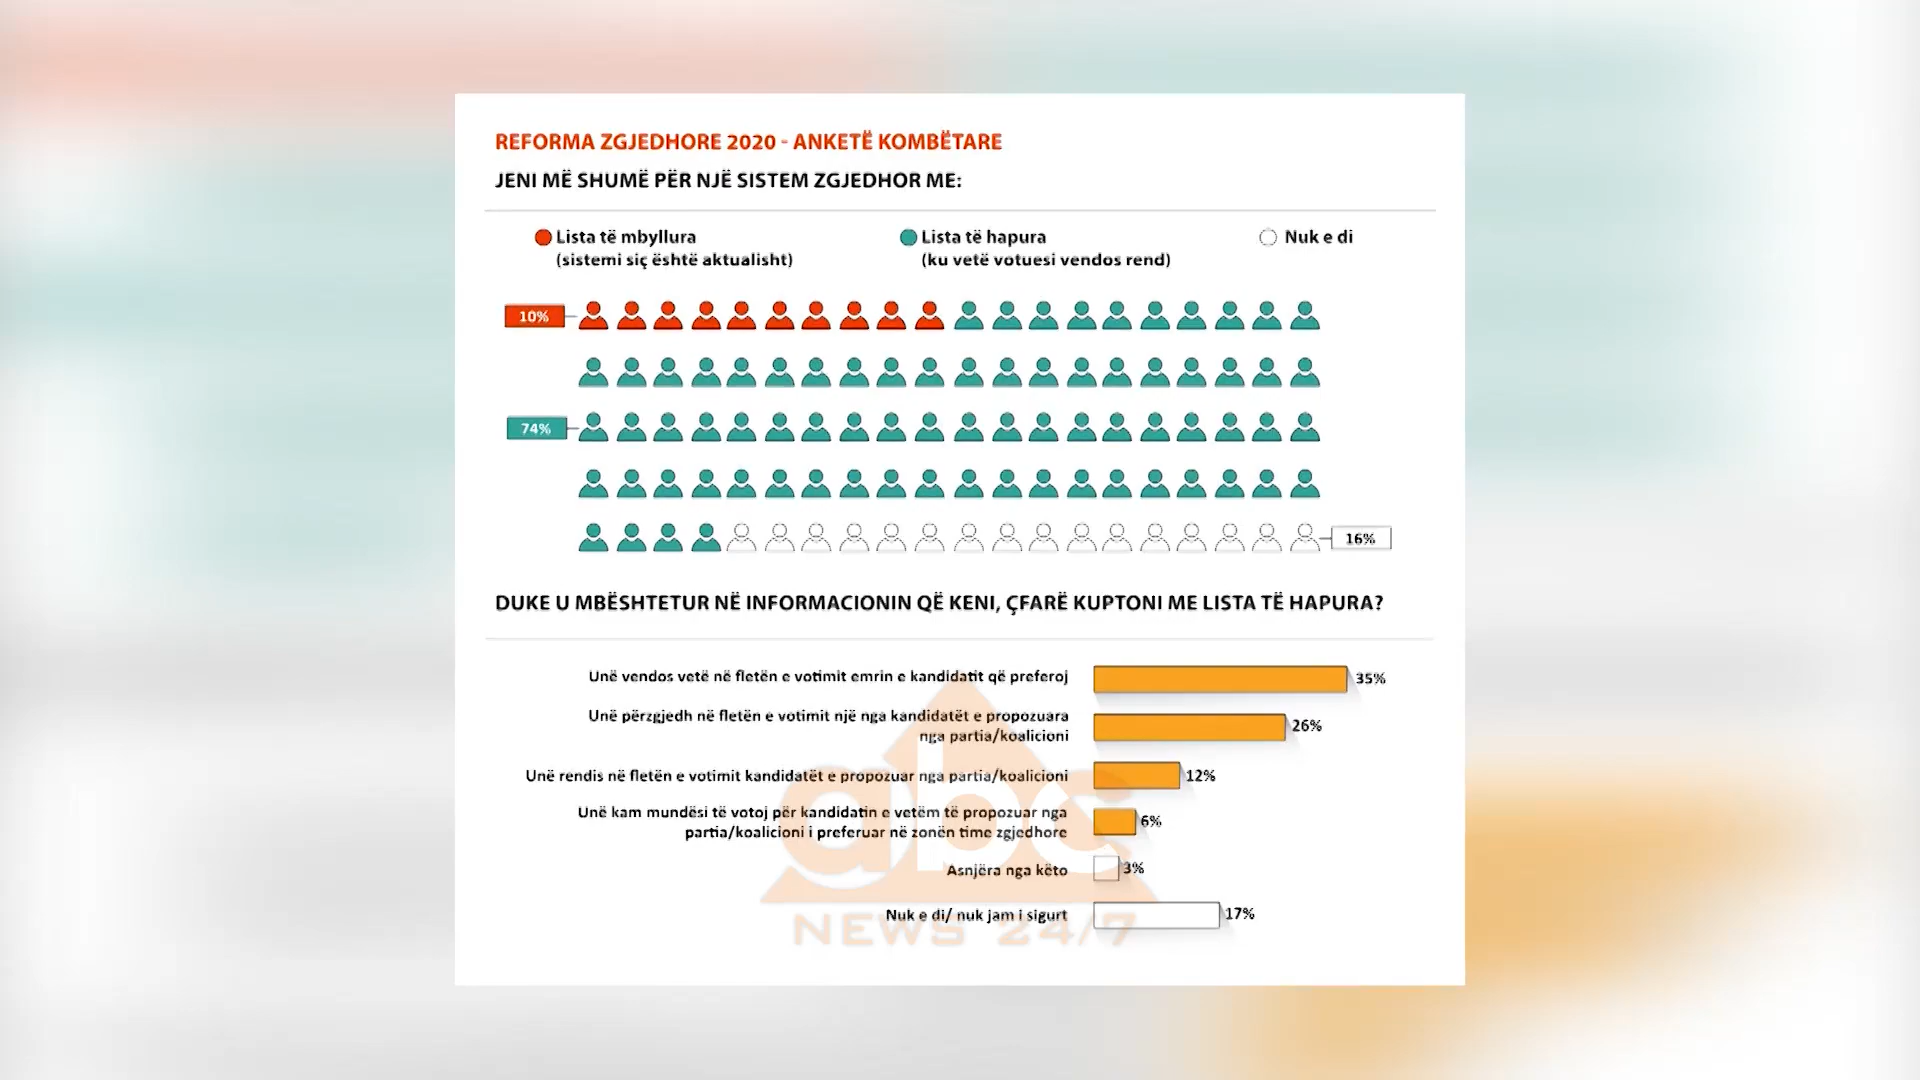 REFORMA ZGJEDHORE 2020 - ANKETË KOMBËTARE
JENI MË SHUMË PËR NJË SISTEM ZGJEDHOR ME:
Lista të mbyllura
(sistemi siç është aktualisht)
Lista të hapura
(ku vetë votuesi vendos rend)
Nuk e di
10%
74%
16%
DUKE U MBËSHTETUR NË INFORMACIONIN QË KENI, ÇFARË KUPTONI ME LISTA TË HAPURA?
Unë vendos vetë në fletën e votimit emrin e kandidatit që preferoj
35%
Unë përzgjedh në fletën e votimit një nga kandidatët e propozuara
nga partia/koalicioni
26%
Unë rendis në fletën e votimit kandidatët e propozuar nga partia/koalicioni
12%
Unë kam mundësi të votoj për kandidatin e vetëm të propozuar nga
partia/koalicioni i preferuar në zonën time zgjedhore
6%
Asnjëra nga këto
3%
Nuk e di/ nuk jam i sigurt
17%
abc
NEWS 24/7